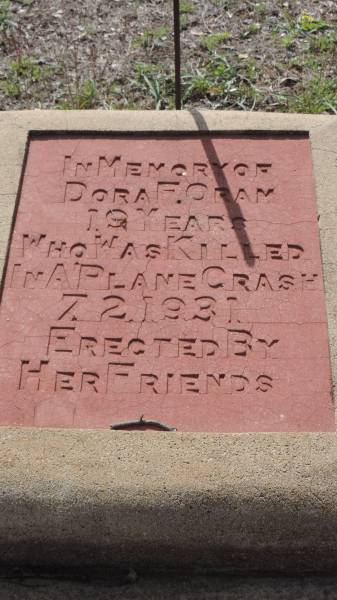 In Memory of
Dora F. Oram
19 Years
Who Was Killed
In A Plane Crash
7.2.1931
Erected By
Her Friends